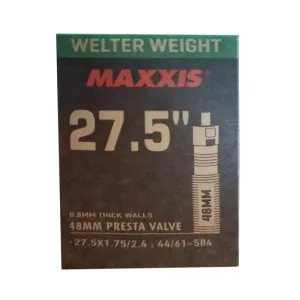 WELTER WEIGHT
MAXXIS
27.5"
0.8MM THICK WALLS
48MM PRESTA VALVE
48MM
27.5X1.75/2.4 : 44/61-584